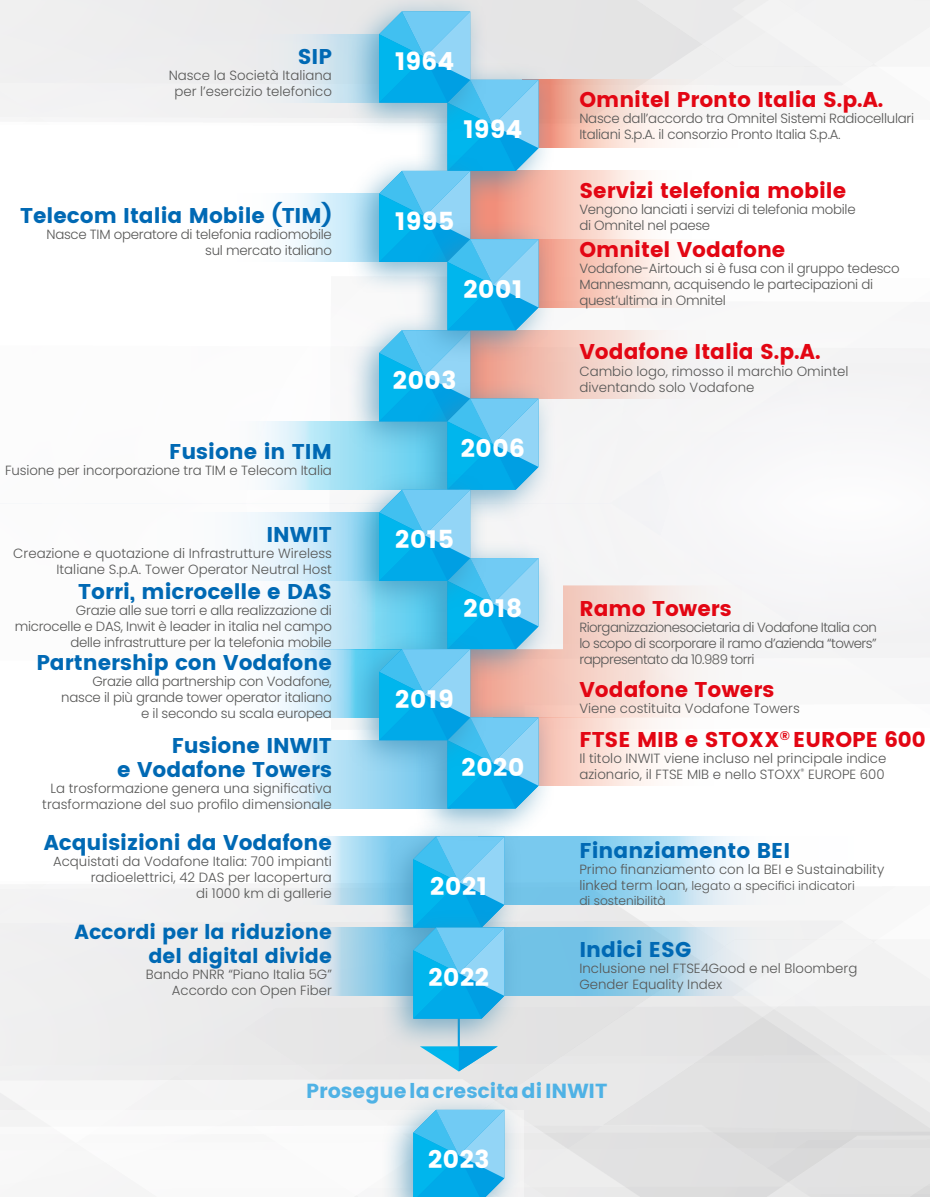 1964
SIP
Nasce la Società Italiana
per l'esercizio telefonico
1994
Omnitel Pronto Italia S.p.A.
Nasce dall'accordo tra Omnitel Sistemi Radiocellulari
Italiani S.p.A. il consorzio Pronto Italia S.p.A.
1995
Telecom Italia Mobile (TIM)
Nasce TIM operatore di telefonia radiomobile
sul mercato italiano
Servizi telefonia mobile
Vengono lanciati i servizi di telefonia mobile
di Omnitel nel paese
2001
Omnitel Vodafone
Vodafone-Airtouch si è fusa con il gruppo tedesco
Mannesmann, acquisendo le partecipazioni di
quest'ultima in Omnitel
2003
Vodafone Italia S.p.A.
Cambio logo, rimosso il marchio Omintel
diventando solo Vodafone
2006
Fusione in TIM
Fusione per incorporazione tra TIM e Telecom Italia
2015
INWIT
Creazione e quotazione di Infrastrutture Wireless
Italiane S.p.A. Tower Operator Neutral Host
2018
Torri, microcelle e DAS
Grazie alle sue torri e alla realizzazione di
microcelle e DAS, Inwit è leader in italia nel campo
delle infrastrutture per la telefonia mobile
Ramo Towers
Riorganizzazionesocietaria di Vodafone Italia con
lo scopo di scorporare il ramo d'azienda "towers"
rappresentato da 10.989 torri
2019
Partnership con Vodafone
Grazie alla partnership con Vodafone,
nasce il più grande tower operator italiano
e il secondo su scala europea
Vodafone Towers
Viene costituita Vodafone Towers
2020
Fusione INWIT
e Vodafone Towers
La trosformazione genera una significativa
trasformazione del suo profilo dimensionale
FTSE MIB e STOXX® EUROPE 600
Il titolo INWIT viene incluso nel principale indice
azionario, il FTSE MIB e nello STOXX® EUROPE 600
2021
Acquisizioni da Vodafone
Acquistati da Vodafone Italia: 700 impianti
radioelettrici, 42 DAS per lacopertura
di 1000 km di gallerie
Finanziamento BEI
Primo finanziamento con la BEI e Sustainability
linked term loan, legato a specifici indicatori
di sostenibilità
2022
Accordi per la riduzione
del digital divide
Bando PNRR "Piano Italia 5G"
Accordo con Open Fiber
Indici ESG
Inclusione nel FTSE4Good e nel Bloomberg
Gender Equality Index
Prosegue la crescita di INWIT
2023